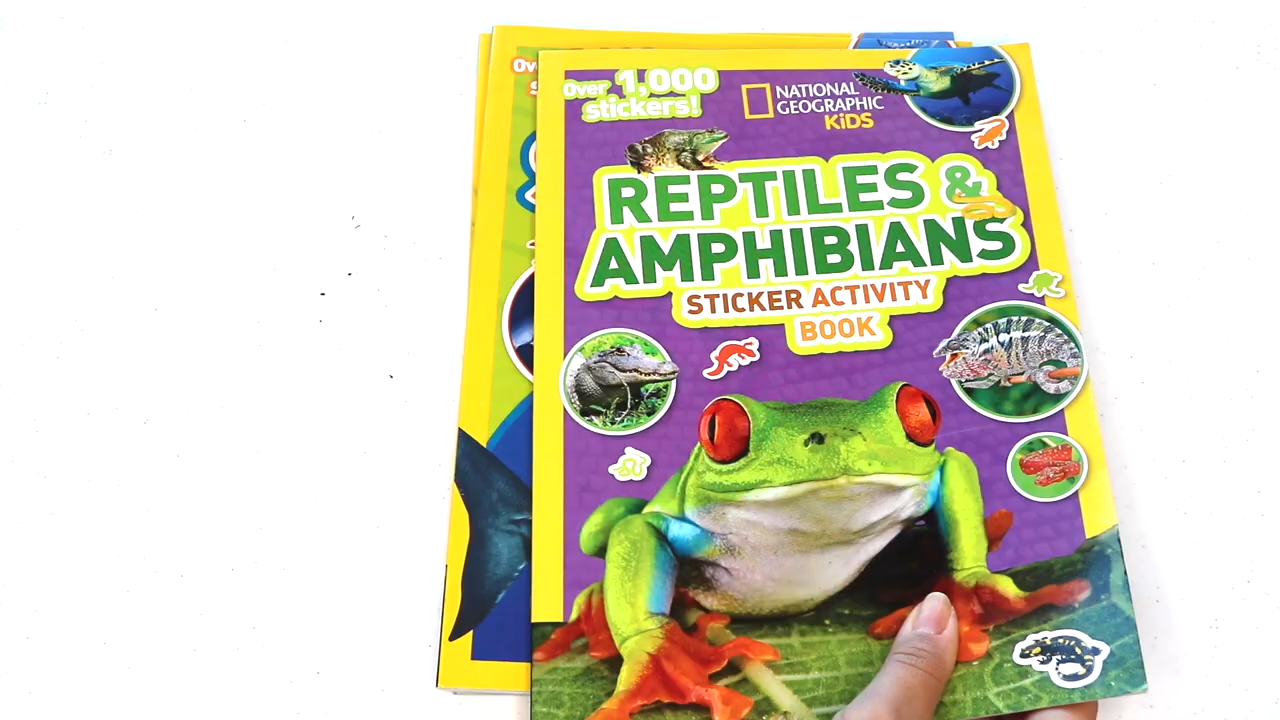 Over 1,000
stickers!
NATIONAL
GEOGRAPHIC
KiDS
REPTILES &
AMPHIBIANS
STICKER ACTIVITY
BOOK